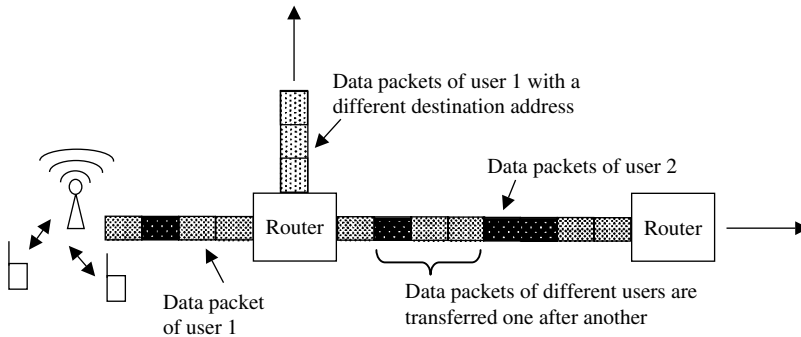 Data packets of user 1 with a
different destination address
Data packets of user 2
Router
Router
Data packet
of user 1
Data packets of different users are
transferred one after another